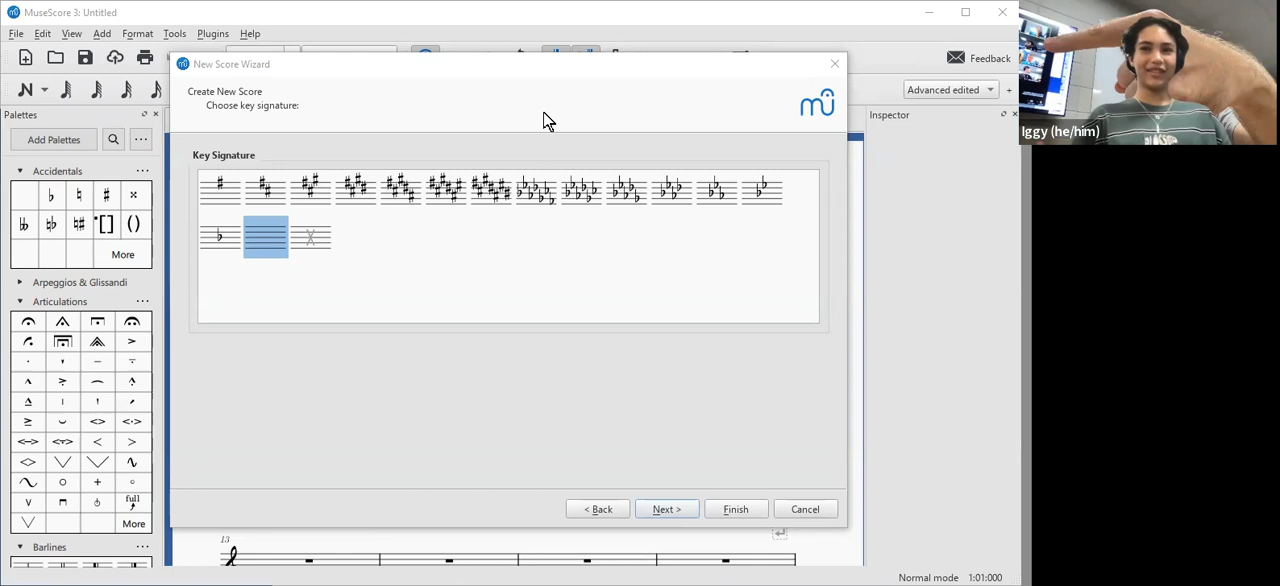 MuseScore 3: Untitled
File Edit View Add Format Tools Plugins Help
New Score Wizard
Feedback
Create New Score
Choose key signature:
Advanced edited
Palettes
Inspector
Iggy (he/him)
Add Palettes
Key Signature
Accidentals
More
Arpeggios & Glissandi
Articulations
full
More
< Back Next > Finish Cancel
13
Barlines
Normal mode 1:01:000